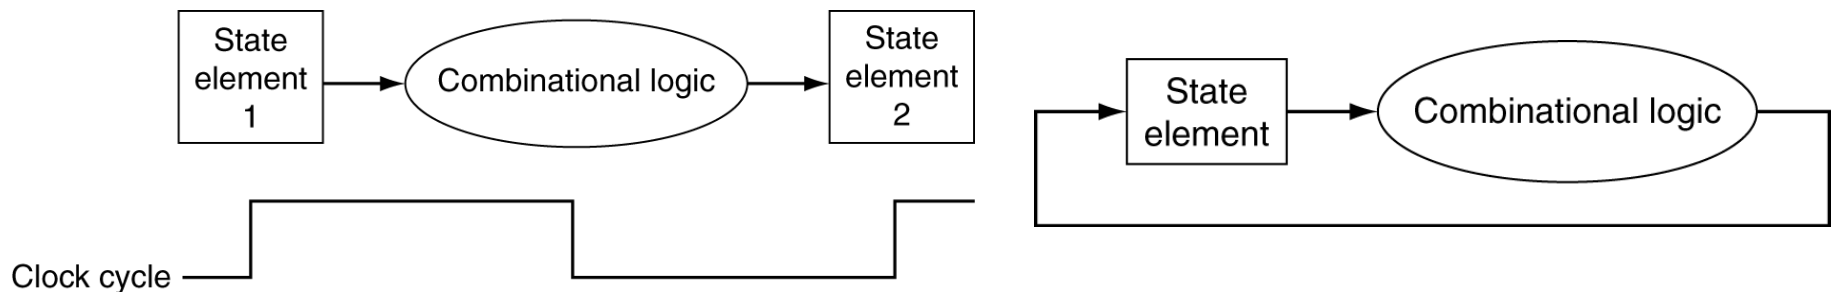 State
element
1
Combinational logic
State
element
2
Clock cycle
State
element
Combinational logic